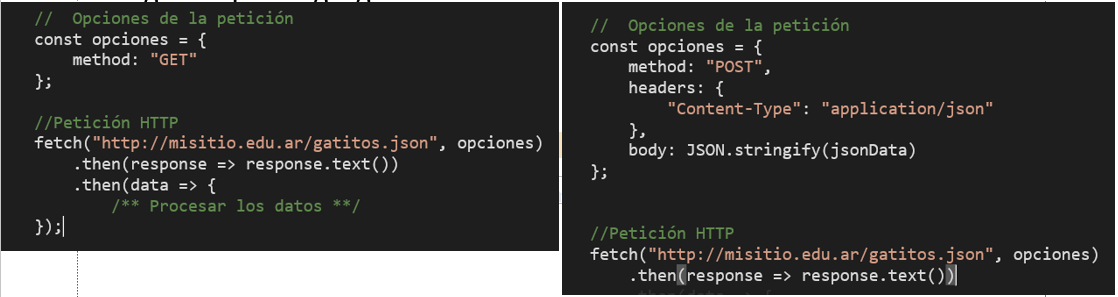 //  Opciones de la petición
const opciones = {
    method: "GET"
};

//Petición HTTP
fetch("http://misitio.edu.ar/gatitos.json", opciones)
    .then(response => response.text())
    .then(data => {
        /** Procesar los datos **/
});

//  Opciones de la petición
const opciones = {
    method: "POST",
    headers: {
        "Content-Type": "application/json"
    },
    body: JSON.stringify(jsonData)
};

//Petición HTTP
fetch("http://misitio.edu.ar/gatitos.json", opciones)
    .then(response => response.text())